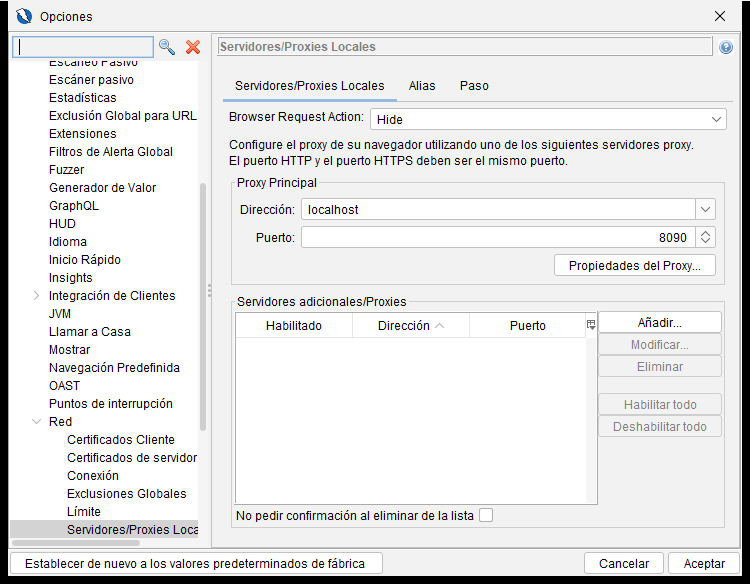 Opciones
Escaneo Pasivo
Escáner pasivo
Estadísticas
Exclusión Global para URL
Extensiones
Filtros de Alerta Global
Fuzzer
Generador de Valor
GraphQL
HUD
Idioma
Inicio Rápido
Insights
Integración de Clientes
JVM
Llamar a Casa
Mostrar
Navegación Predefinida
OAST
Puntos de interrupción
Red
Certificados Cliente
Certificados de servidor
Conexión
Exclusiones Globales
Límite
Servidores/Proxies Loca
Servidores/Proxies Locales
Servidores/Proxies Locales Alias Paso
Browser Request Action: Hide
Configure el proxy de su navegador utilizando uno de los siguientes servidores proxy.
El puerto HTTP y el puerto HTTPS deben ser el mismo puerto.
Proxy Principal
Dirección: localhost
Puerto: 8090
Propiedades del Proxy...
Servidores adicionales/Proxies
Habilitado Dirección Puerto
Añadir...
Modificar...
Eliminar
Habilitar todo
Deshabilitar todo
No pedir confirmación al eliminar de la lista
Establecer de nuevo a los valores predeterminados de fábrica
Cancelar Aceptar